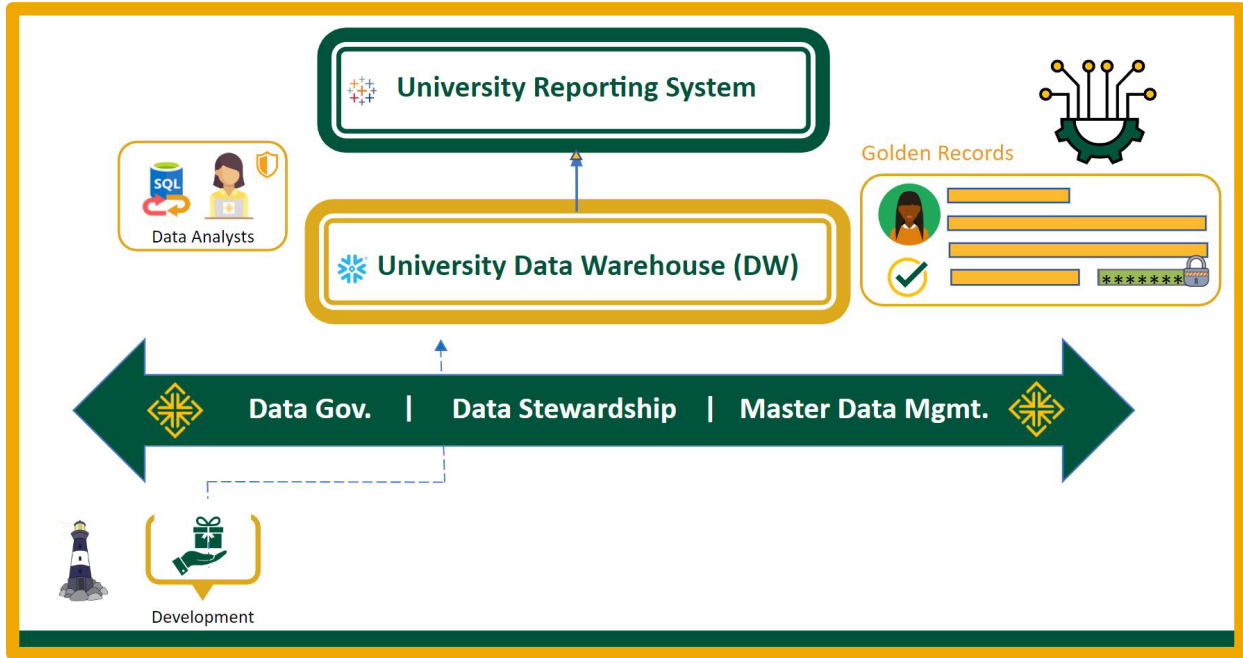 University Reporting System
Golden Records
SQL
Data Analysts
University Data Warehouse (DW)
*******
Data Gov. | Data Stewardship | Master Data Mgmt.
Development